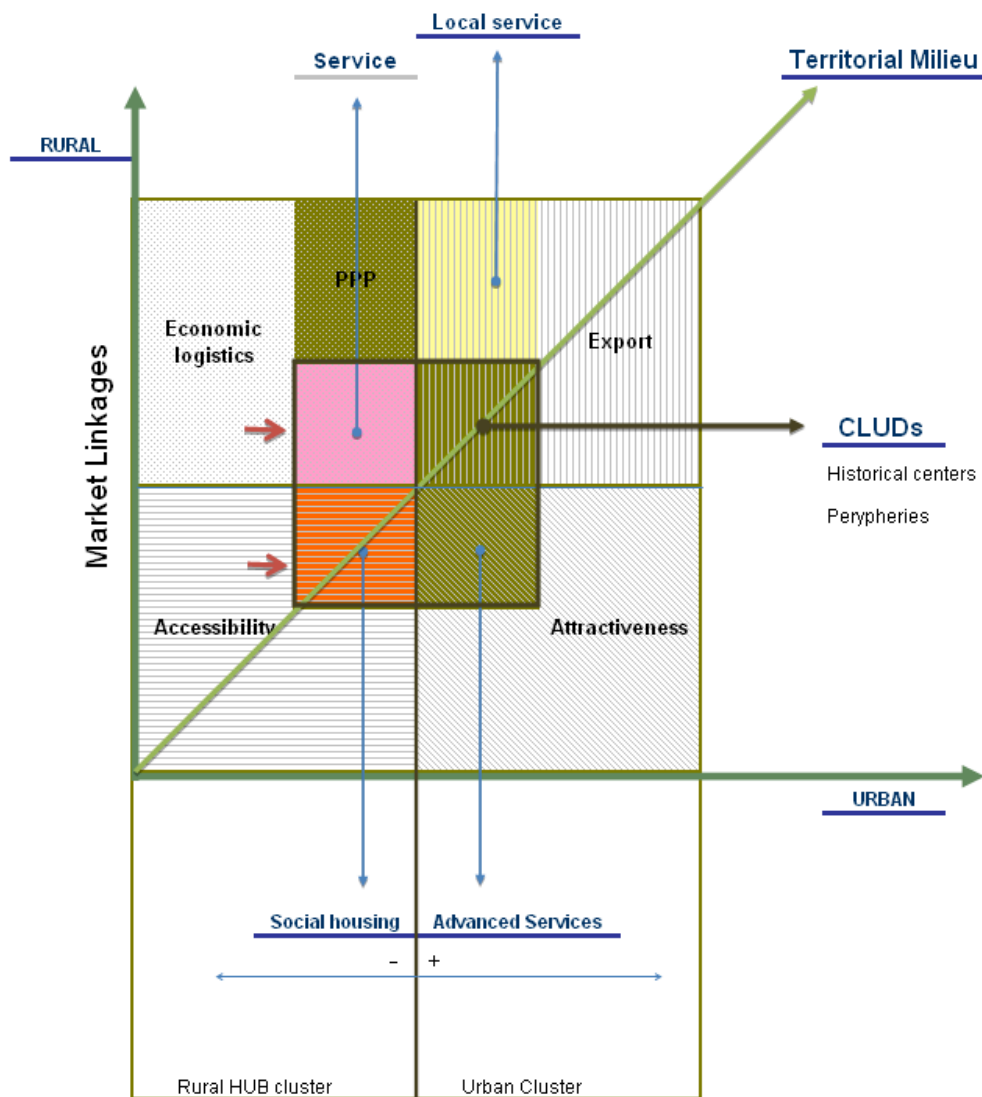 Local service
Service
Territorial Milieu
RURAL
PPP
Economic
logistics
Export
Market Linkages
CLUDs
Historical centers
Perypheries
Accessibility
Attractiveness
URBAN
Social housing
Advanced Services
- +
Rural HUB cluster
Urban Cluster